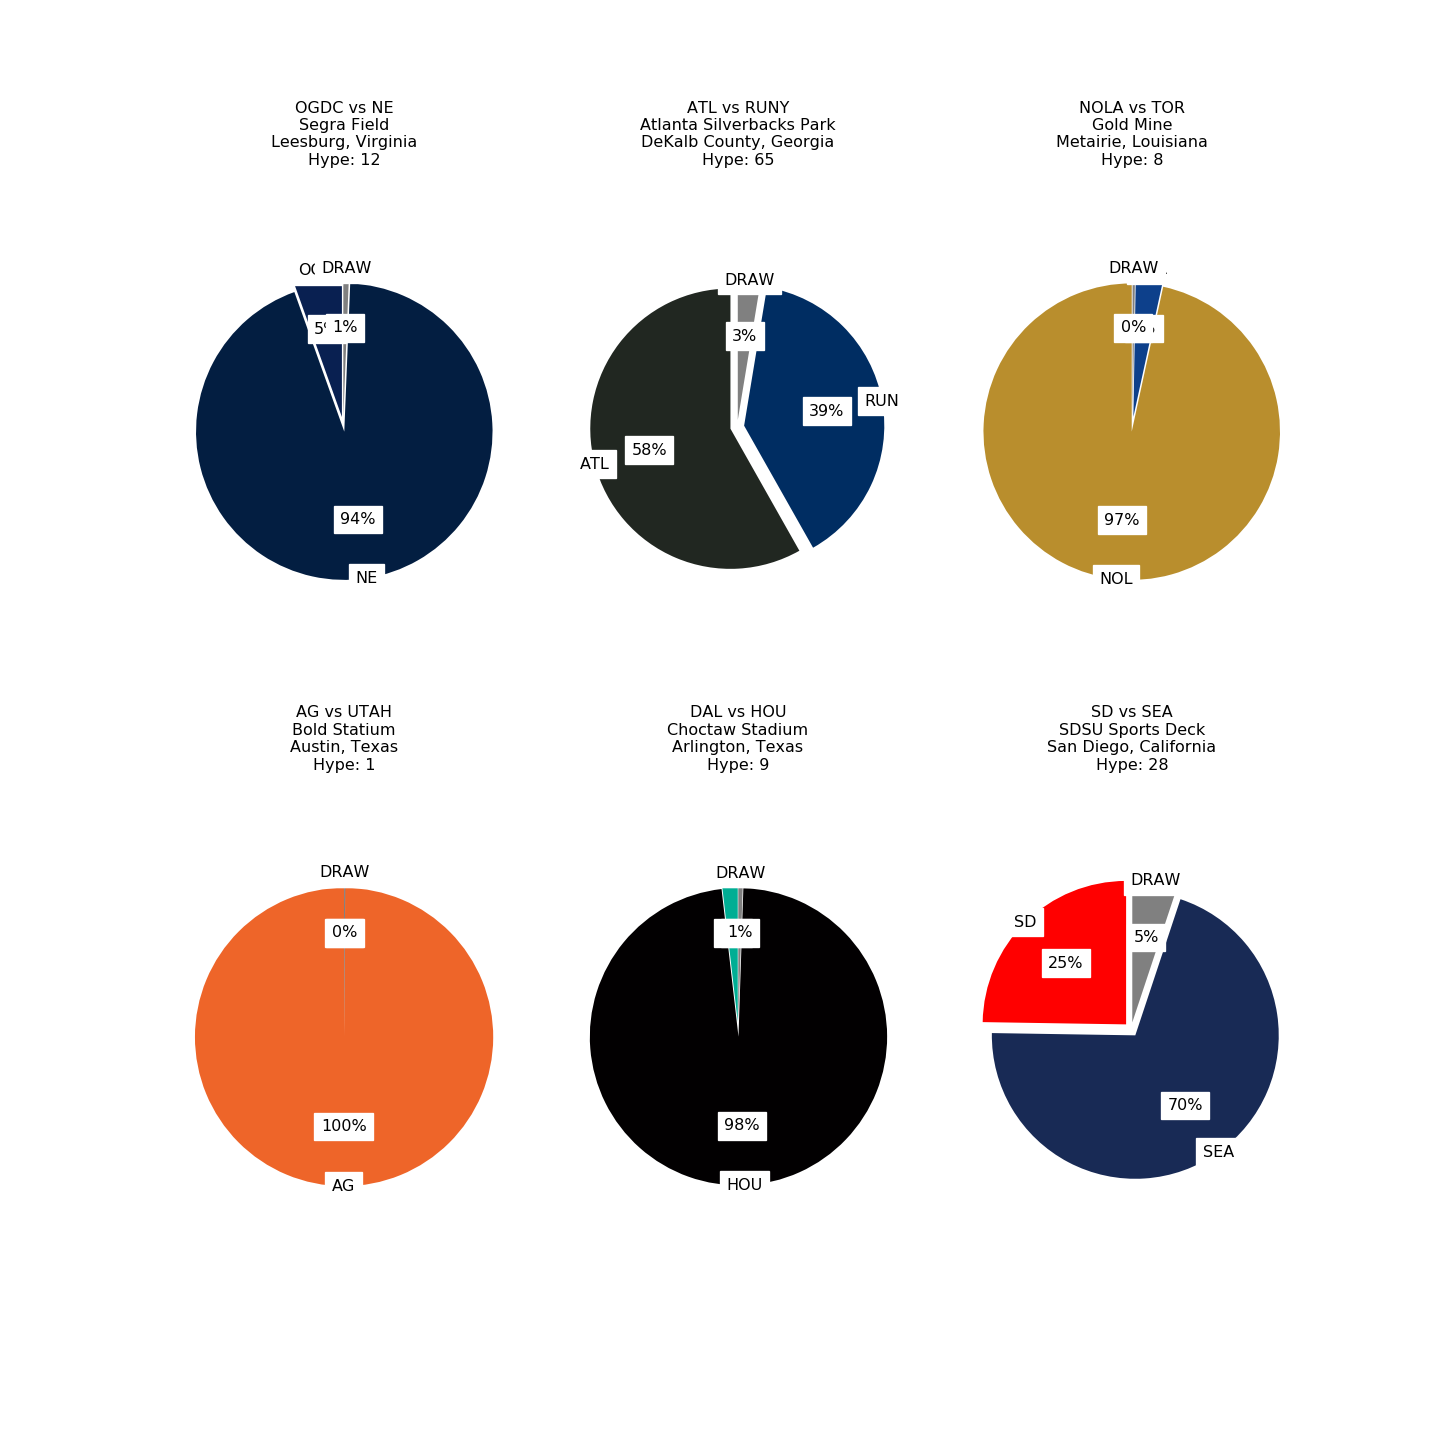 OGDC vs NE
Segra Field
Leesburg, Virginia
Hype: 12
DRAW
1%
94%
NE
ATL vs RUNY
Atlanta Silverbacks Park
DeKalb County, Georgia
Hype: 65
DRAW
3%
RUN
39%
58%
ATL
NOLA vs TOR
Gold Mine
Metairie, Louisiana
Hype: 8
DRAW
0%
97%
NOL
AG vs UTAH
Bold Statium
Austin, Texas
Hype: 1
DRAW
0%
100%
AG
DAL vs HOU
Choctaw Stadium
Arlington, Texas
Hype: 9
DRAW
1%
98%
HOU
SD vs SEA
SDSU Sports Deck
San Diego, California
Hype: 28
DRAW
SD
5%
25%
70%
SEA